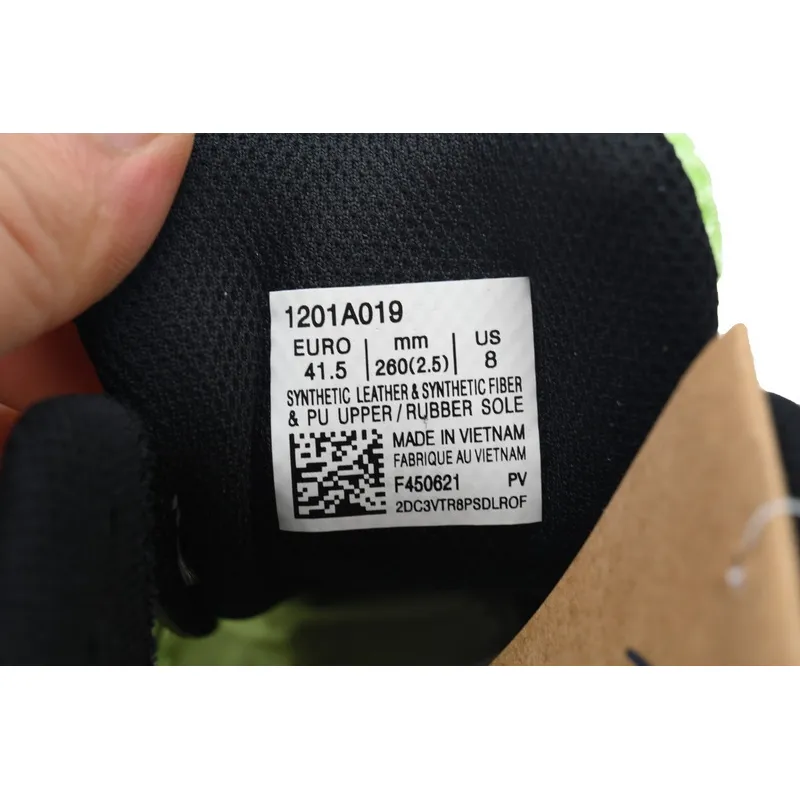 1201A019
EURO | mm | US
41.5 | 260(2.5) | 8
SYNTHETIC LEATHER & SYNTHETIC FIBER
& PU UPPER / RUBBER SOLE
MADE IN VIETNAM
FABRIQUE AU VIETNAM
F450621 PV
2DC3VTR8PSDLROF